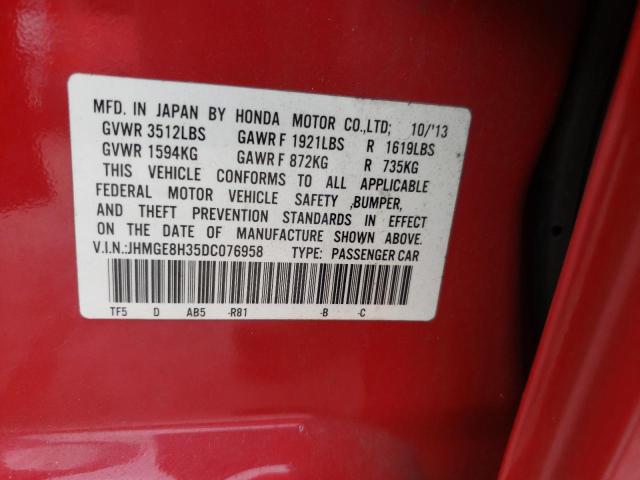 MFD. IN JAPAN BY HONDA MOTOR CO.,LTD; 10/'13
GVWR 3512LBS GAWR F 1921LBS R 1619LBS
GVWR 1594KG GAWR F 872KG R 735KG
THIS VEHICLE CONFORMS TO ALL APPLICABLE
FEDERAL MOTOR VEHICLE SAFETY ,BUMPER,
AND THEFT PREVENTION STANDARDS IN EFFECT
ON THE DATE OF MANUFACTURE SHOWN ABOVE.
V.I.N.:JHMGE8H35DC076958 TYPE: PASSENGER CAR
TF5 D AB5 -R81 -B -C